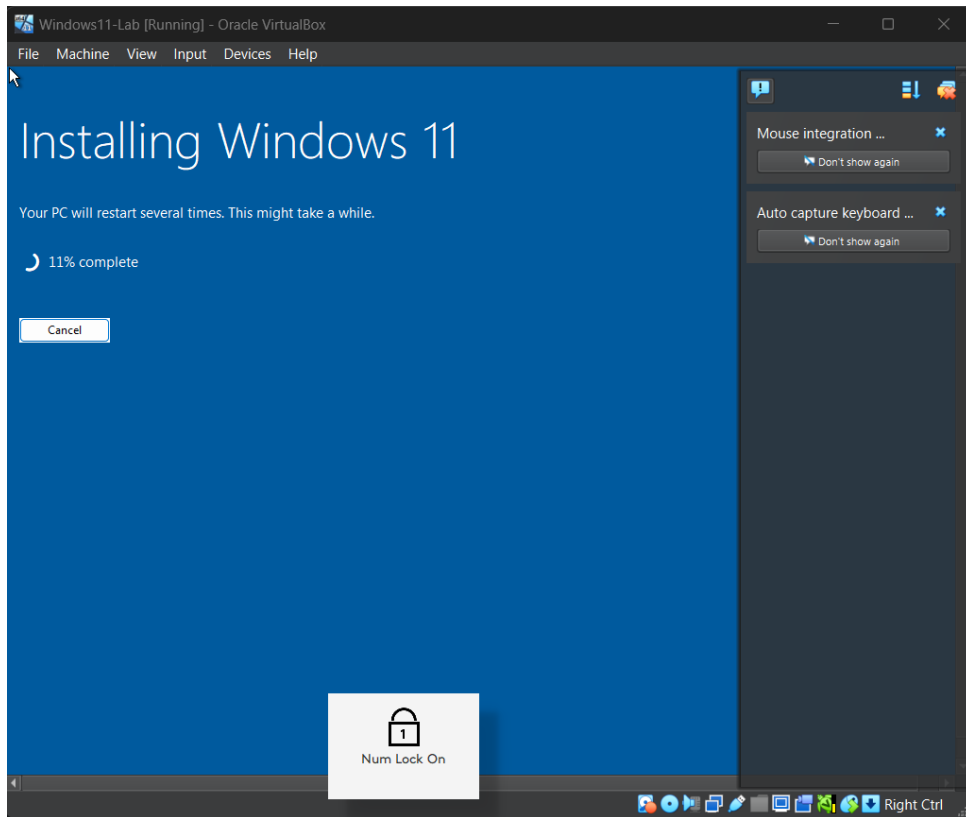 Windows11-Lab [Running] - Oracle VirtualBox
File Machine View Input Devices Help
Installing Windows 11
Your PC will restart several times. This might take a while.
11% complete
Cancel
Mouse integration ...
Don't show again
Auto capture keyboard ...
Don't show again
1
Num Lock On
Right Ctrl